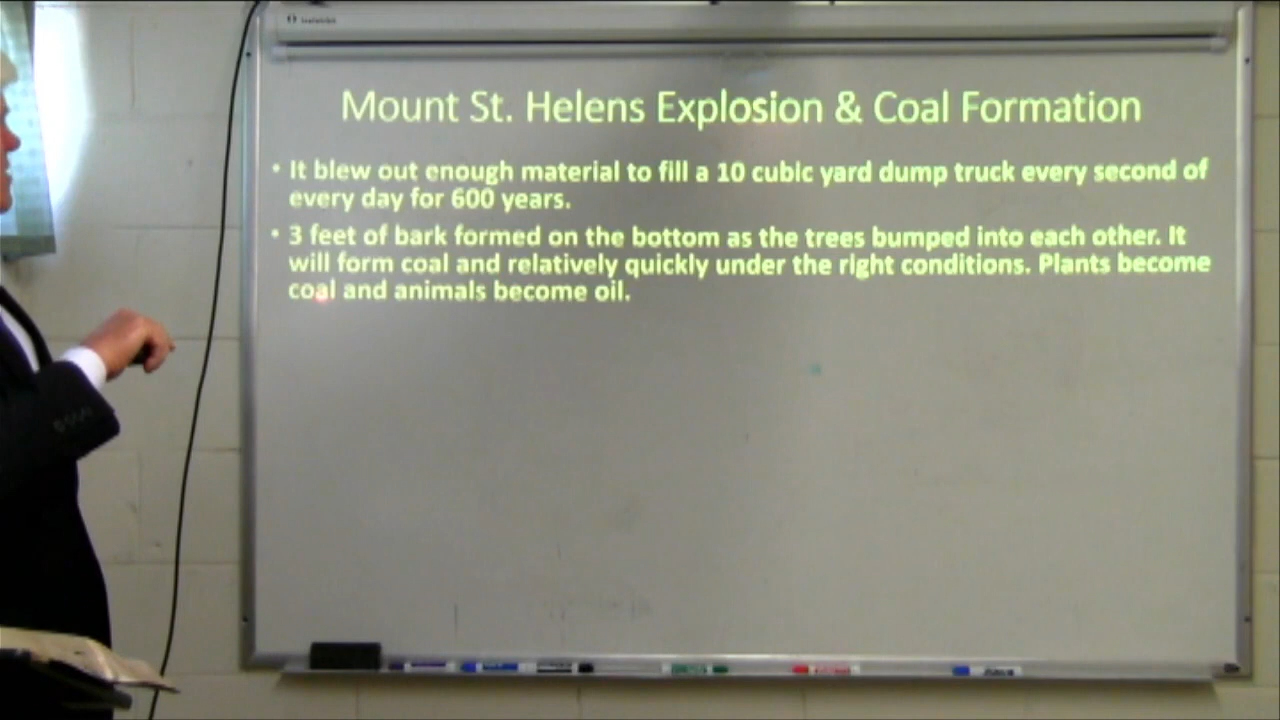 Mount St. Helens Explosion & Coal Formation
• It blew out enough material to fill a 10 cubic yard dump truck every second of
every day for 600 years.
• 3 feet of bark formed on the bottom as the trees bumped into each other. It
will form coal and relatively quickly under the right conditions. Plants become
coal and animals become oil.